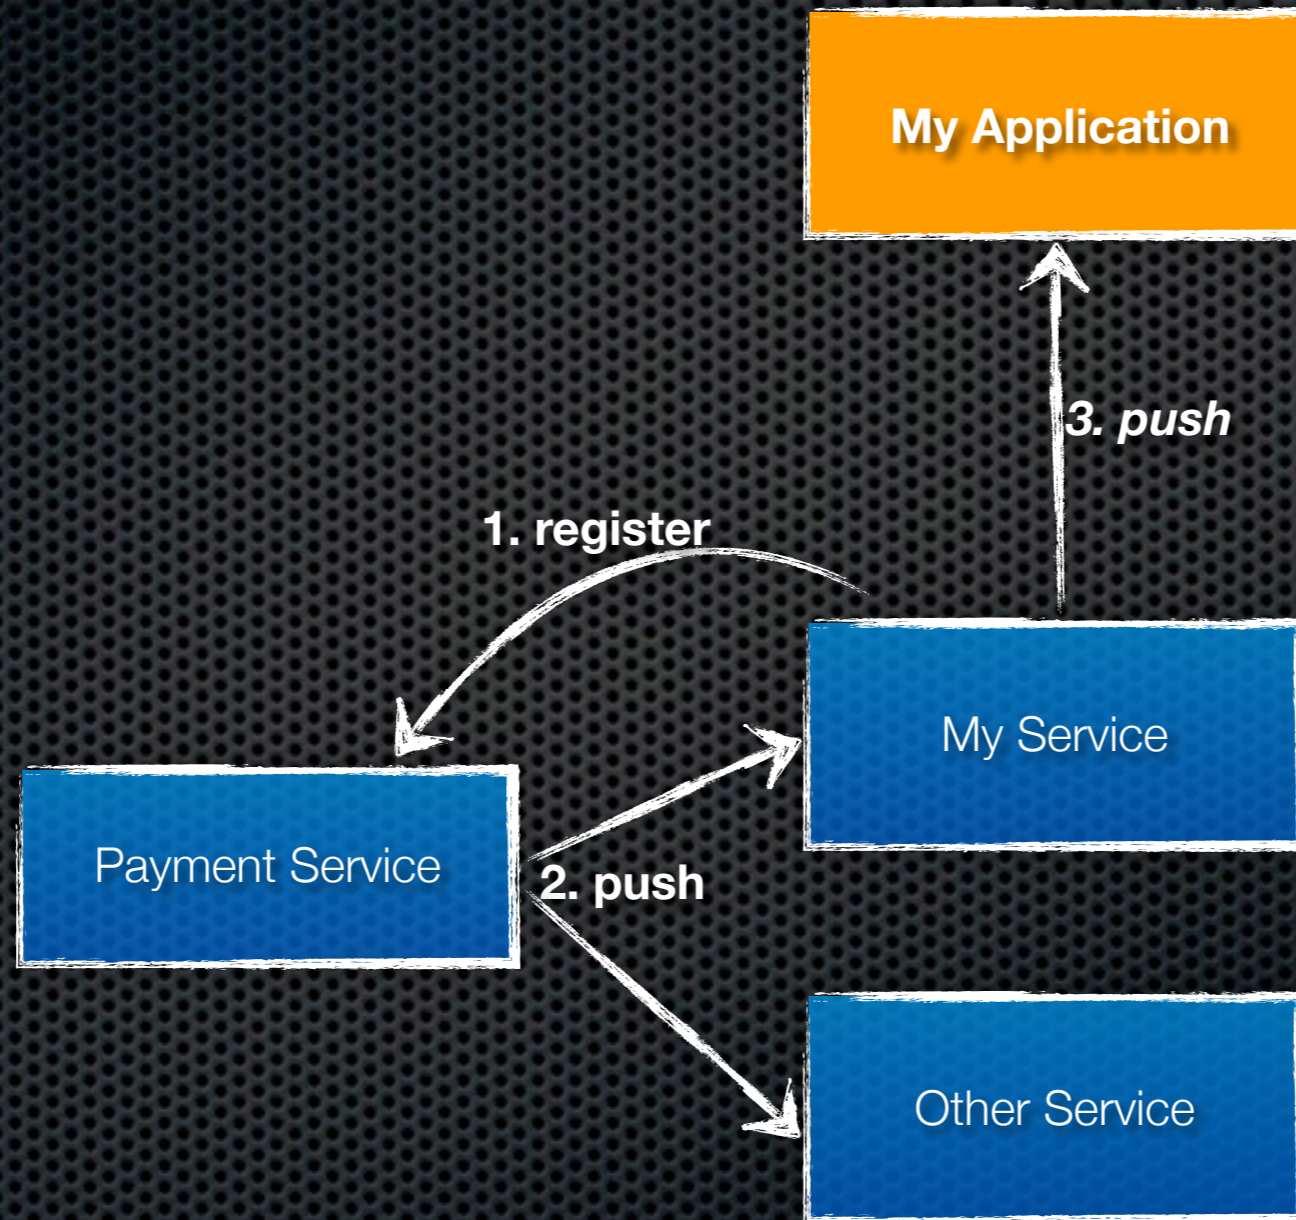 My Application
3. push
1. register
My Service
Payment Service
2. push
Other Service